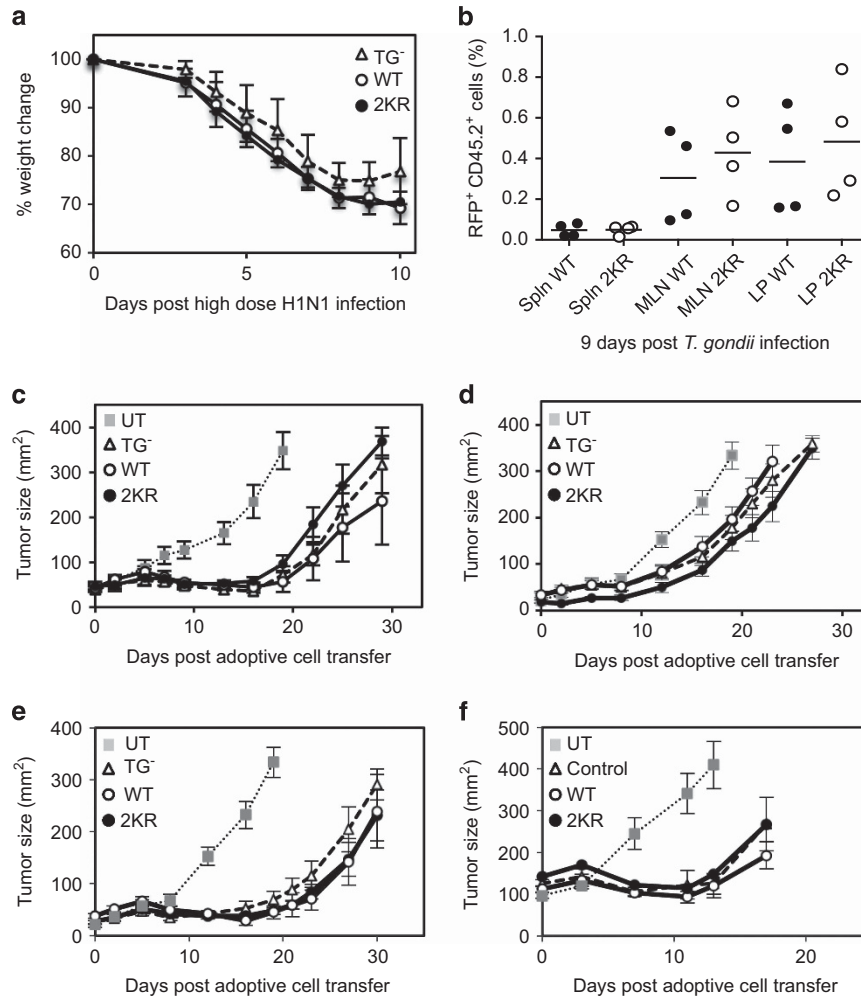 a
% weight change
100
90
80
70
60
0
5
10
TG-
WT
2KR
Days post high dose H1N1 infection
b
RFP+ CD45.2+ cells (%)
1.0
0.8
0.6
0.4
0.2
0.0
Spln WT
Spln 2KR
MLN WT
MLN 2KR
LP WT
LP 2KR
9 days post T. gondii infection
c
Tumor size (mm2)
400
300
200
100
0
0
10
20
30
UT
TG-
WT
2KR
Days post adoptive cell transfer
d
Tumor size (mm2)
400
300
200
100
0
0
10
20
30
UT
TG-
WT
2KR
Days post adoptive cell transfer
e
Tumor size (mm2)
400
300
200
100
0
0
10
20
30
UT
TG-
WT
2KR
Days post adoptive cell transfer
f
Tumor size (mm2)
500
400
300
200
100
0
0
10
20
UT
Control
WT
2KR
Days post adoptive cell transfer